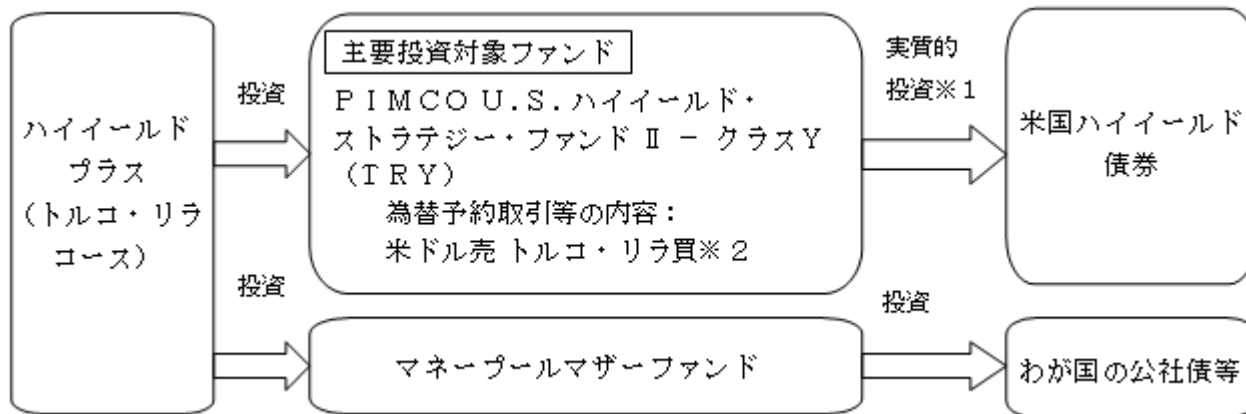 ハイイールド
プラス
（トルコ・リラ
コース）
投資
投資
主要投資対象ファンド
ＰＩＭＣＯ Ｕ.Ｓ.ハイイールド・
ストラテジー・ファンド Ⅱ － クラスＹ
（ＴＲＹ）
為替予約取引等の内容：
米ドル売 トルコ・リラ買※２
マネープールマザーファンド
実質的
投資※１
投資
米国ハイイールド
債券
わが国の公社債等